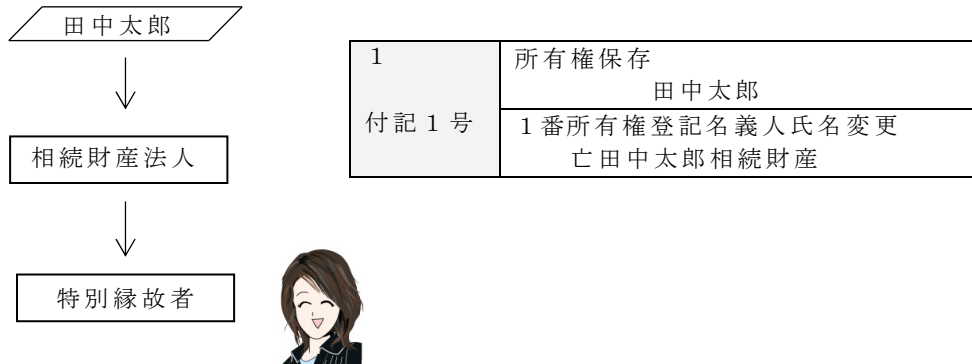 田中太郎
相続財産法人
特別縁故者
1
所有権保存
田中太郎
付記1号
1番所有権登記名義人氏名変更
亡田中太郎相続財産